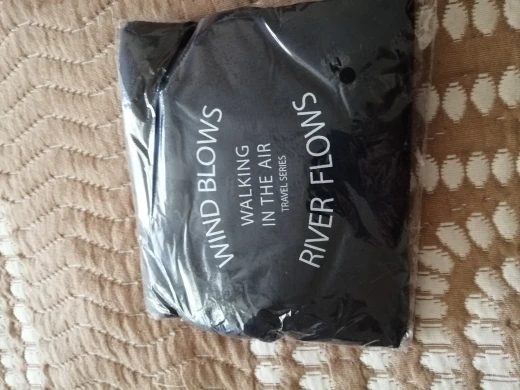 WIND BLOWS
WALKING
IN THE AIR
TRAVEL SERIES
RIVER FLOWS